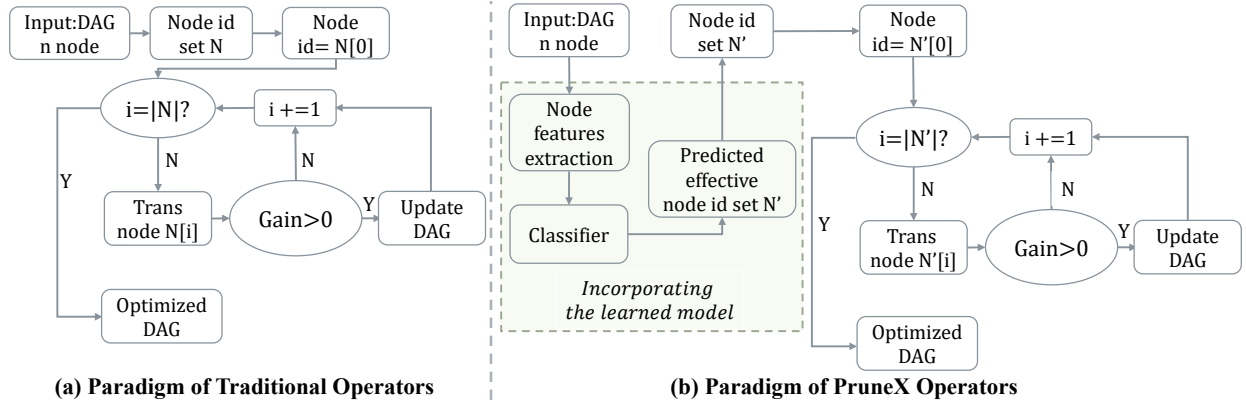 Input:DAG
n node
Node id
set N
Node
id= N[0]
i=|N|?
i +=1
N
N
Y
Trans
node N[i]
Gain>0
Y
Update
DAG
Optimized
DAG
(a) Paradigm of Traditional Operators
Input:DAG
n node
Node id
set N’
Node
id= N’[0]
Node
features
extraction
Classifier
Predicted
effective
node id set N’
Incorporating
the learned model
i=|N’|?
i +=1
N
N
Y
Trans
node N’[i]
Gain>0
Y
Update
DAG
Optimized
DAG
(b) Paradigm of PruneX Operators